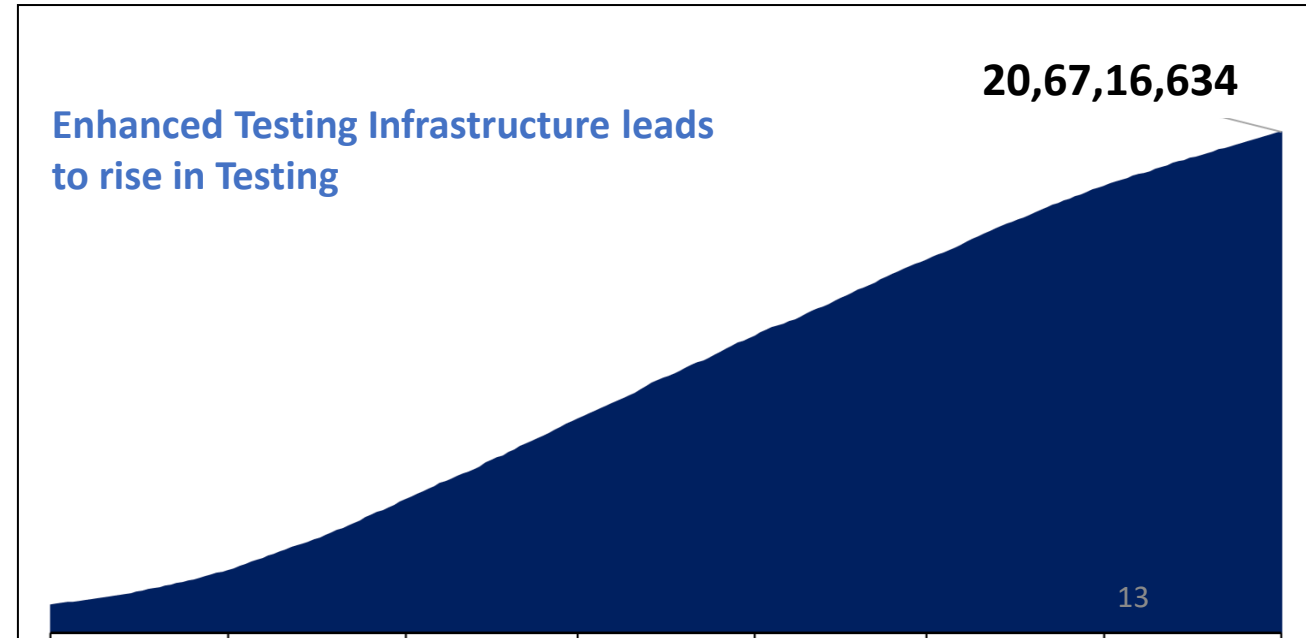 20,67,16,634
Enhanced Testing Infrastructure leads
to rise in Testing
13